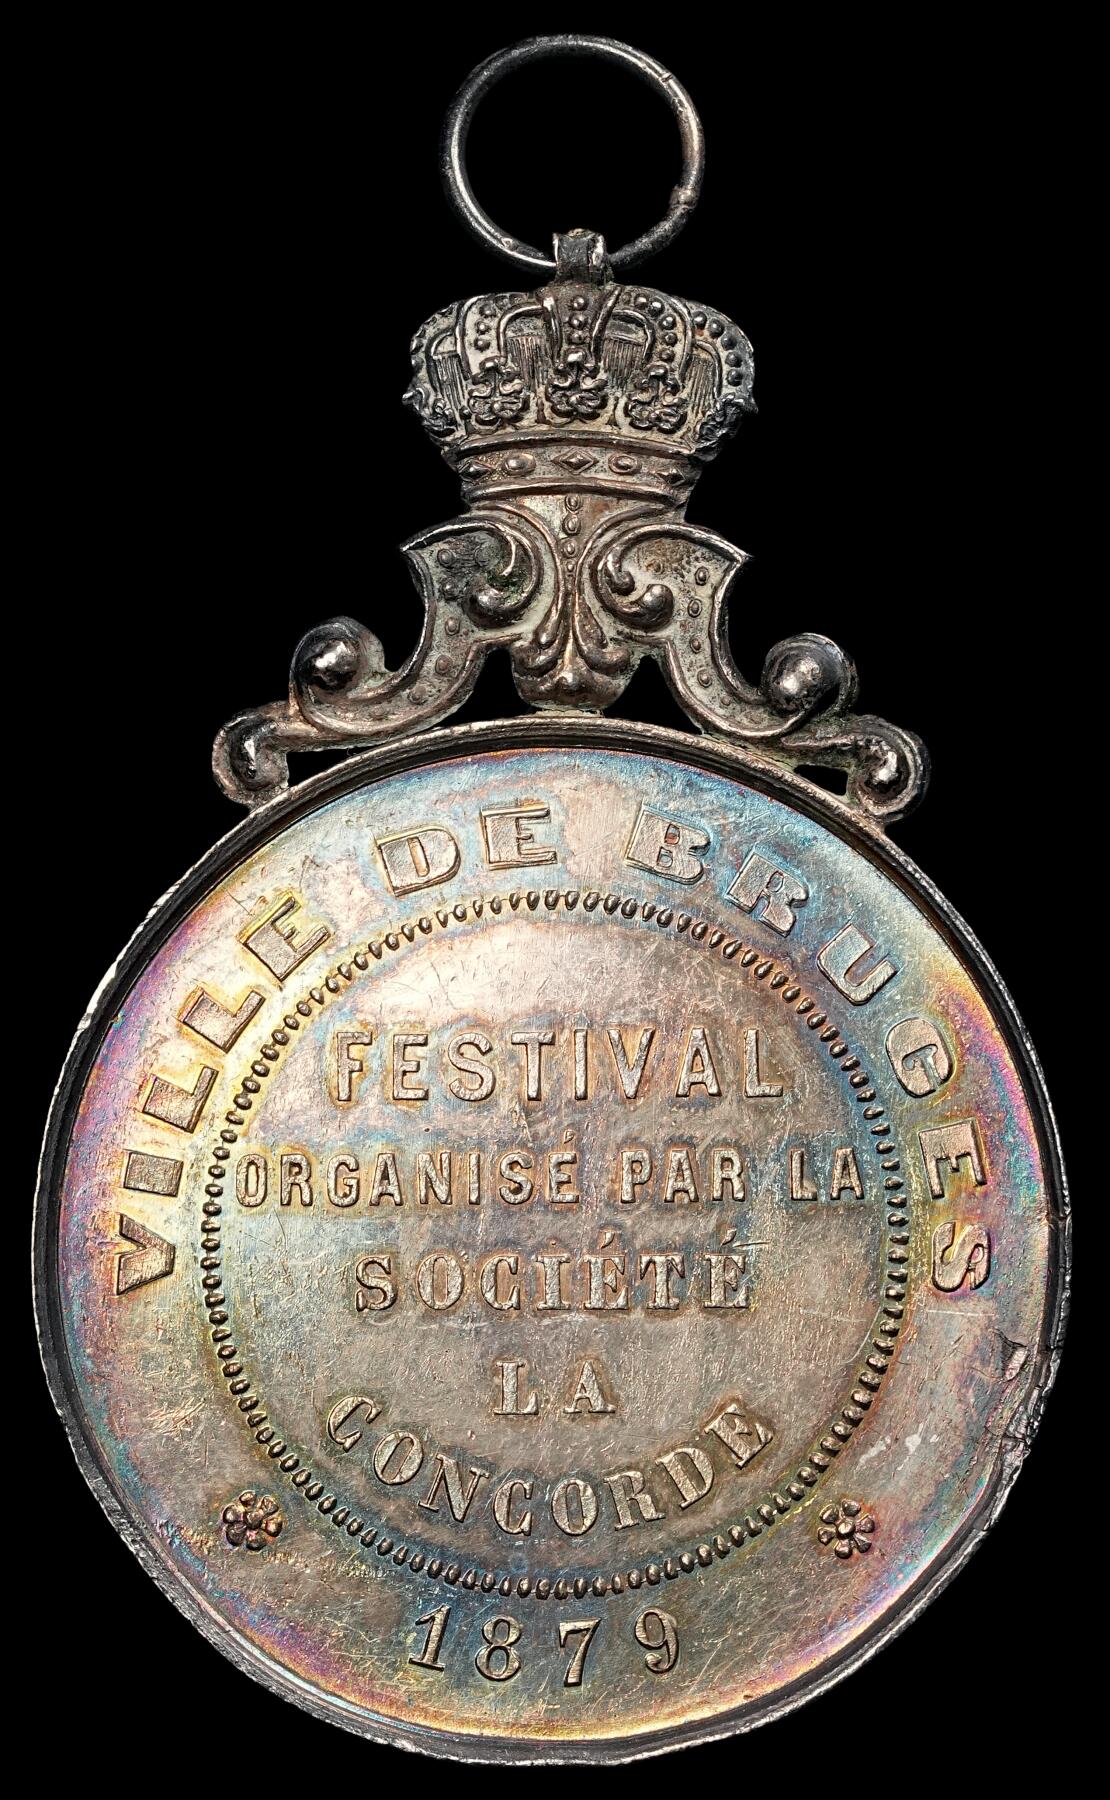 VILLE DE BRUGES
FESTIVAL
ORGANISÉ PAR LA
SOCIÉTÉ
LA
CONCORDE
1879